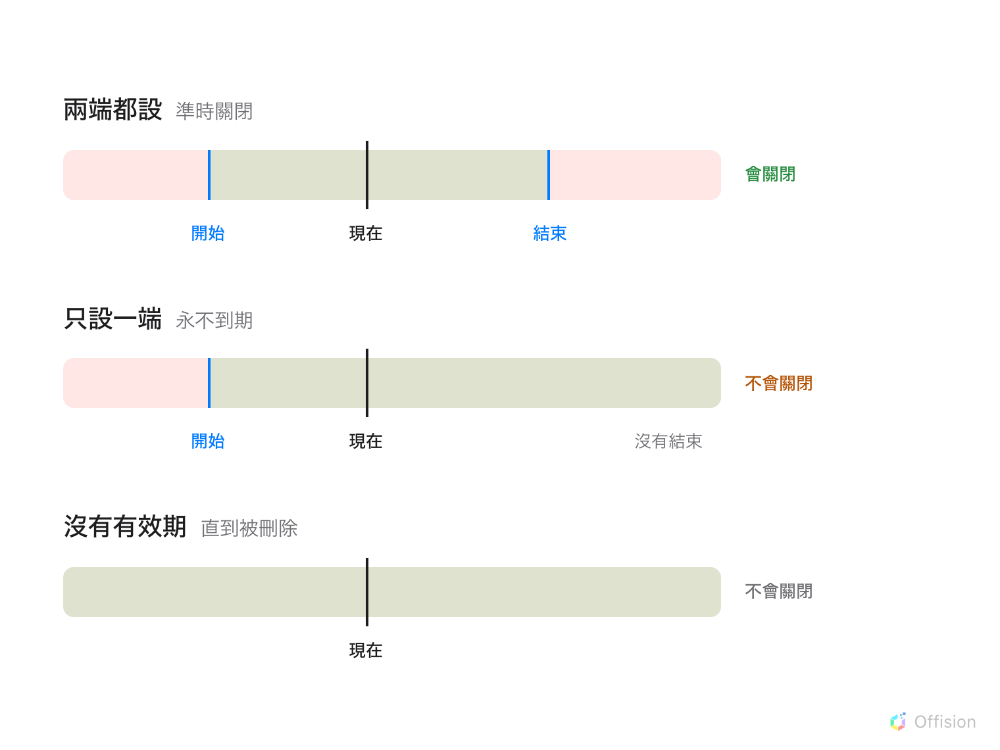 兩端都設 準時關閉
會關閉
開始 現在 結束
只設一端 永不到期
不會關閉
開始 現在 沒有結束
沒有有效期 直到被刪除
不會關閉
現在
Offision